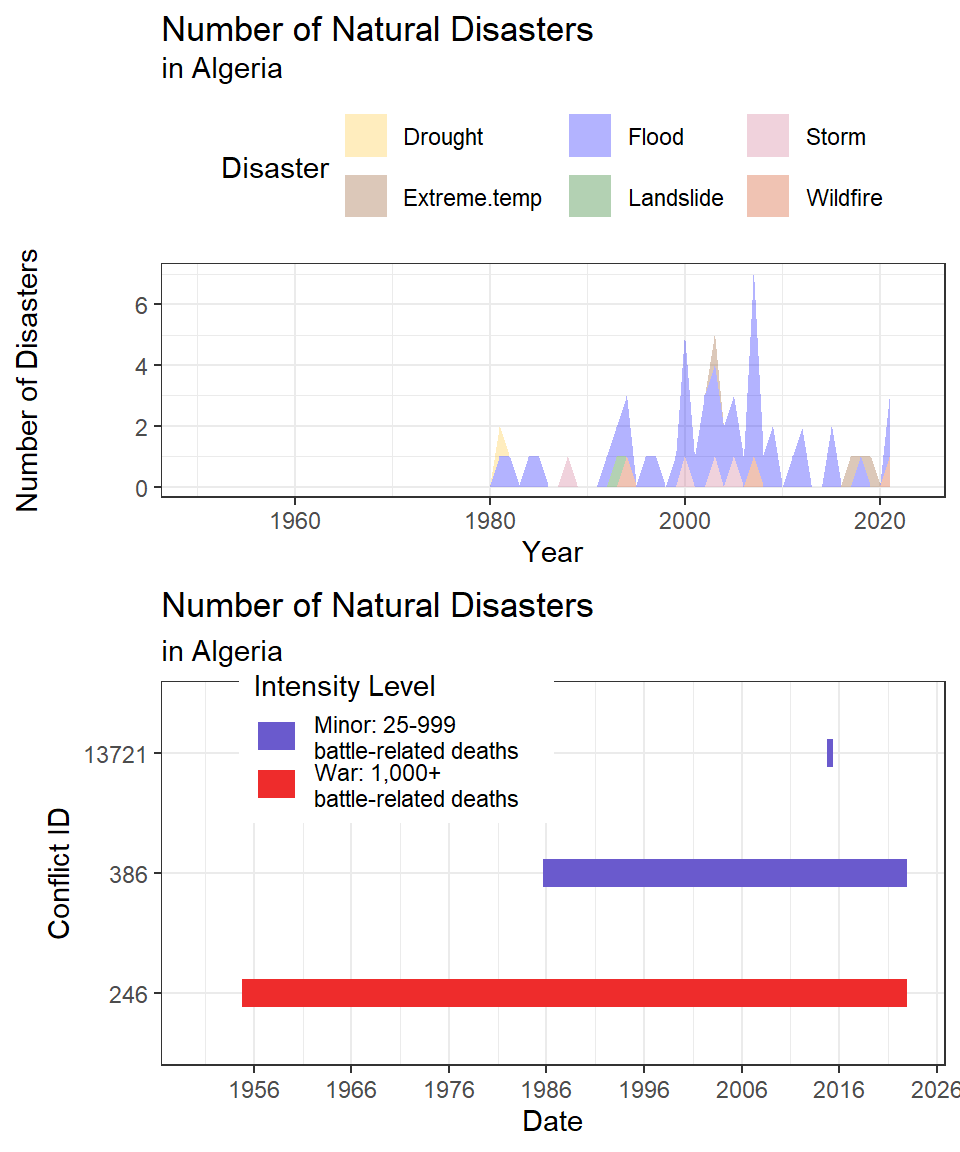 Number of Natural Disasters
in Algeria
Disaster
Drought
Flood
Storm
Extreme.temp
Landslide
Wildfire
Number of Disasters
6
4
2
0
1960
1980
2000
2020
Year
Number of Natural Disasters
in Algeria
Intensity Level
Minor: 25-999
battle-related deaths
War: 1,000+
battle-related deaths
Conflict ID
13721
386
246
1956
1966
1976
1986
1996
2006
2016
2026
Date